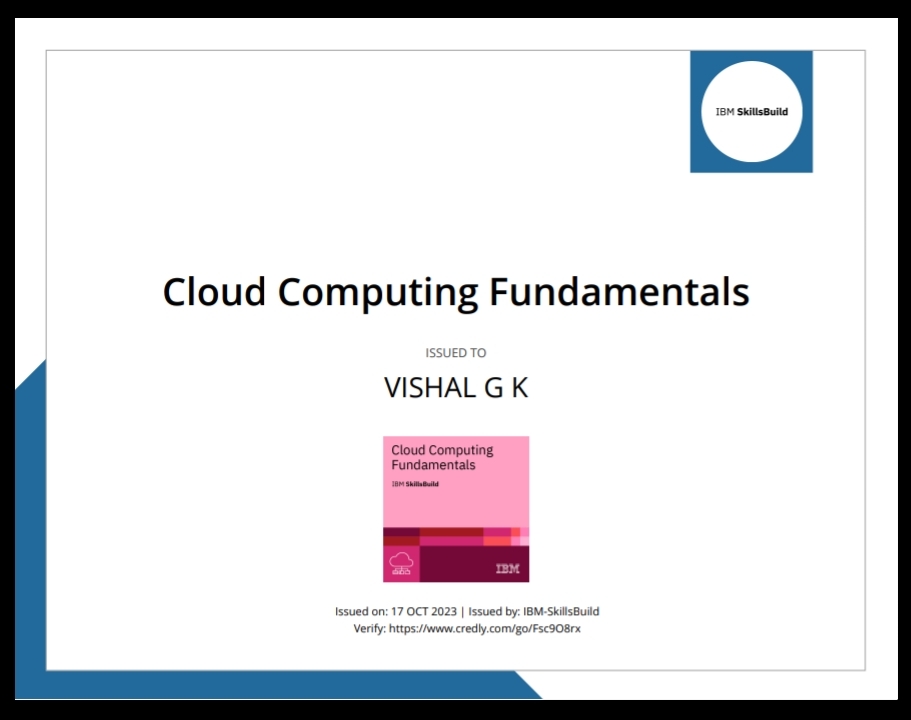 IBM SkillsBuild
Cloud Computing Fundamentals
ISSUED TO
VISHAL G K
Cloud Computing
Fundamentals
IBM SkillsBuild
IBM
Issued on: 17 OCT 2023 | Issued by: IBM-SkillsBuild
Verify: https://www.credly.com/go/Fsc9O8rx